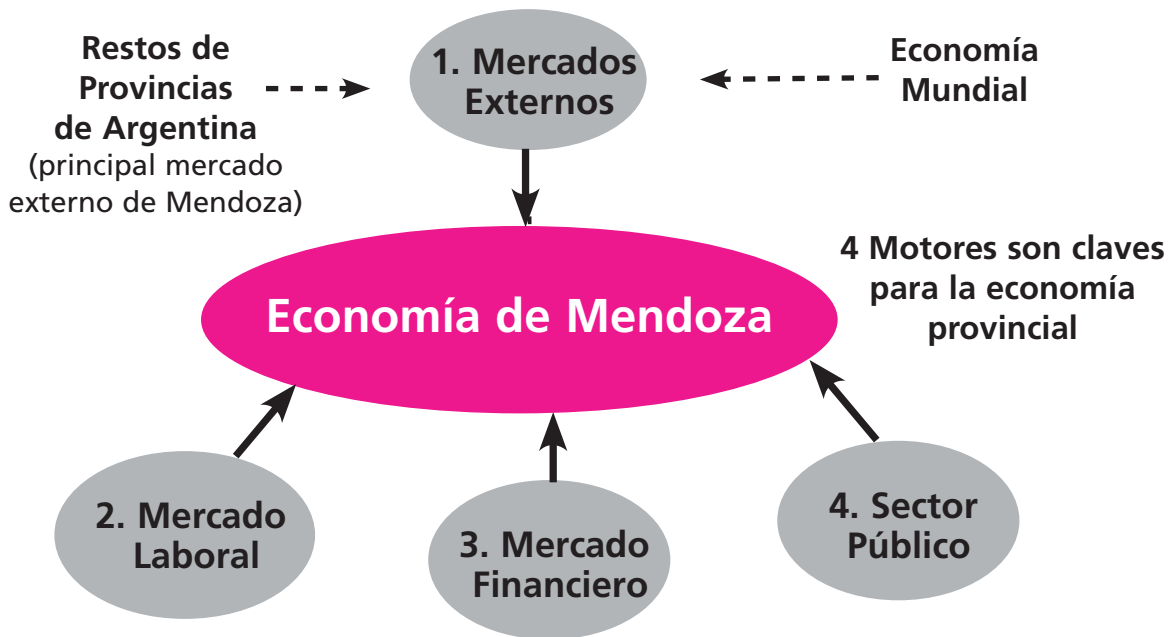 Restos de
Provincias
de Argentina
(principal mercado
externo de Mendoza)
1. Mercados
Externos
Economía
Mundial
4 Motores son claves
para la economía
provincial
Economía de Mendoza
2. Mercado
Laboral
3. Mercado
Financiero
4. Sector
Público